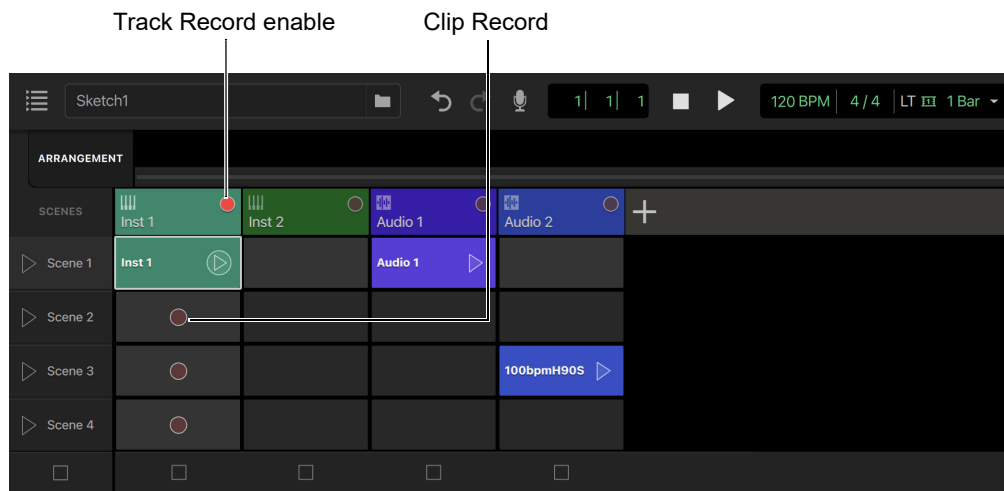 Track Record enable Clip Record
Sketch1 1 1 1 120 BPM 4 / 4 LT 1 Bar
ARRANGEMENT
SCENES Inst 1 Inst 2 Audio 1 Audio 2
Scene 1 Inst 1 Audio 1
Scene 2
Scene 3 100bpmH90S
Scene 4